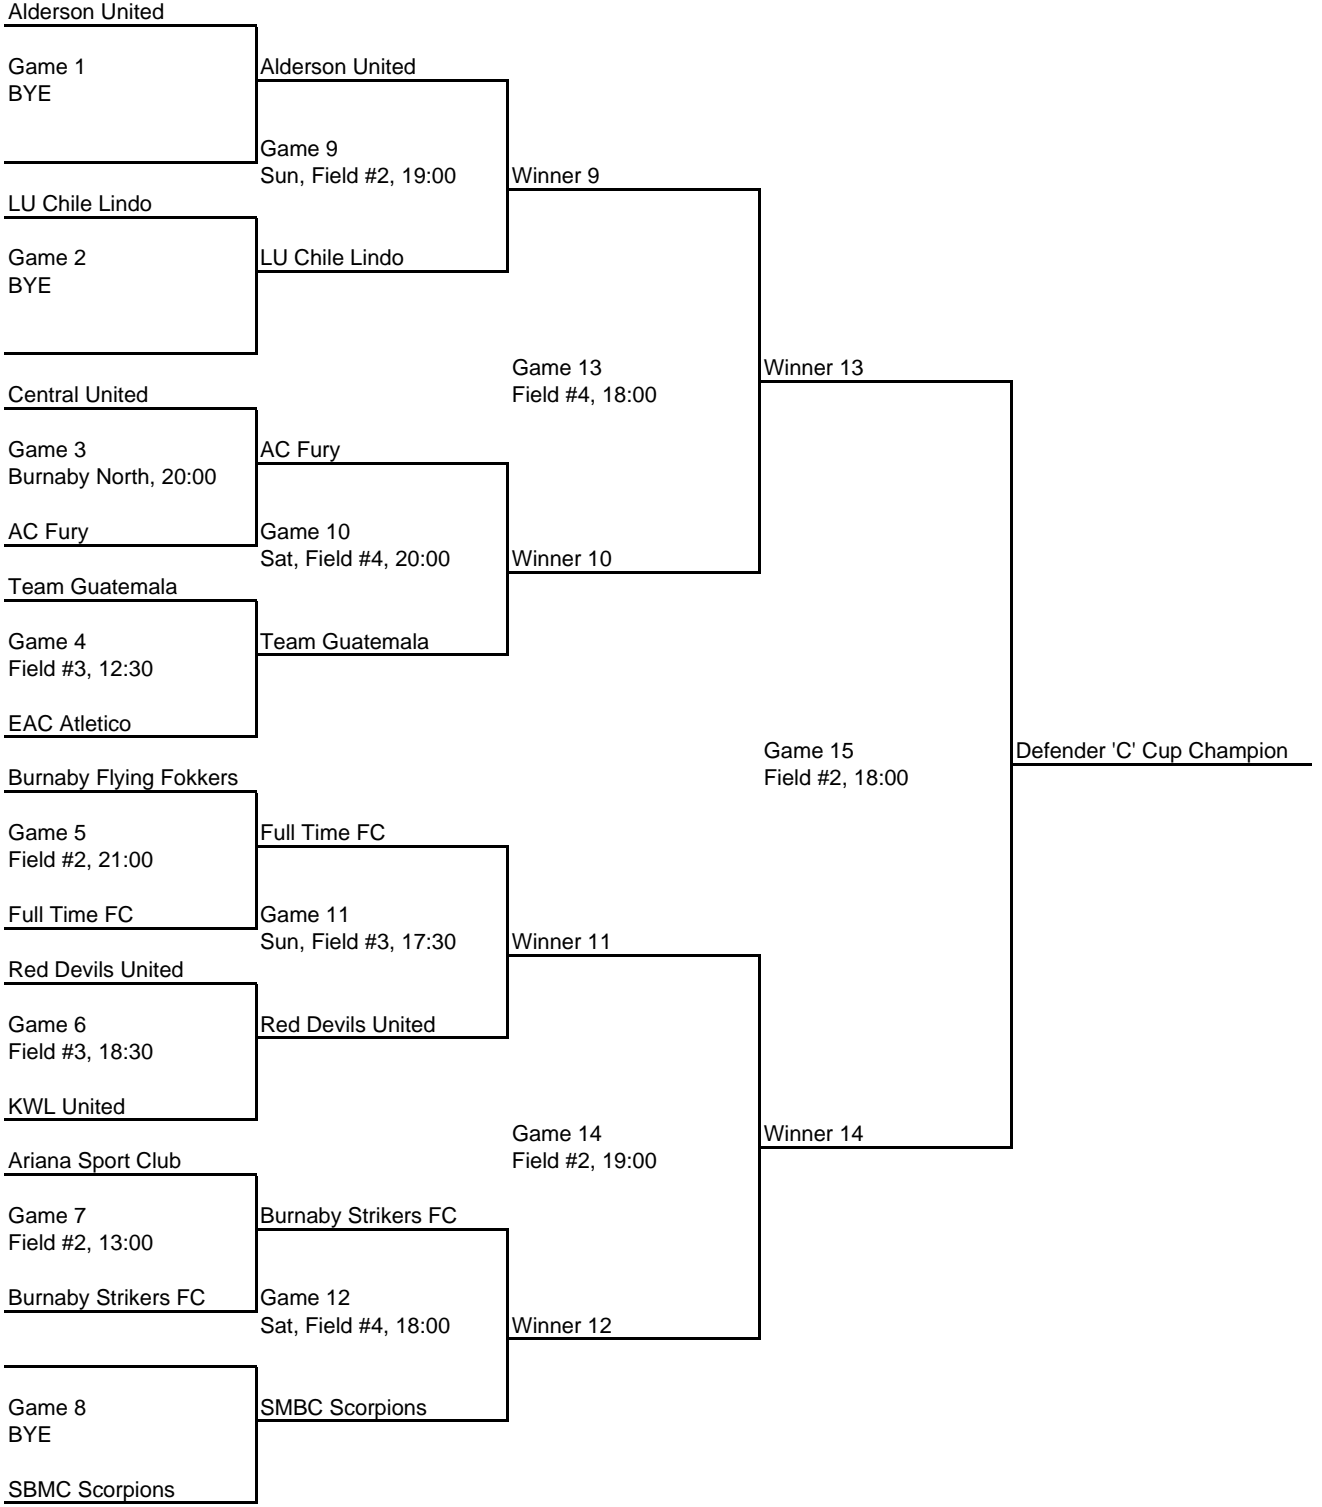 Alderson United
Game 1
BYE
Alderson United
Game 9
Sun, Field #2, 19:00
Winner 9
LU Chile Lindo
Game 2
BYE
LU Chile Lindo
Game 13
Field #4, 18:00
Winner 13
Central United
Game 3
Burnaby North, 20:00
AC Fury
AC Fury
Game 10
Sat, Field #4, 20:00
Winner 10
Team Guatemala
Game 4
Field #3, 12:30
Team Guatemala
EAC Atletico
Game 15
Field #2, 18:00
Defender 'C' Cup Champion
Burnaby Flying Fokkers
Game 5
Field #2, 21:00
Full Time FC
Full Time FC
Game 11
Sun, Field #3, 17:30
Winner 11
Red Devils United
Game 6
Field #3, 18:30
Red Devils United
KWL United
Game 14
Field #2, 19:00
Winner 14
Ariana Sport Club
Game 7
Field #2, 13:00
Burnaby Strikers FC
Burnaby Strikers FC
Game 12
Sat, Field #4, 18:00
Winner 12
Game 8
BYE
SMBC Scorpions
SBMC Scorpions